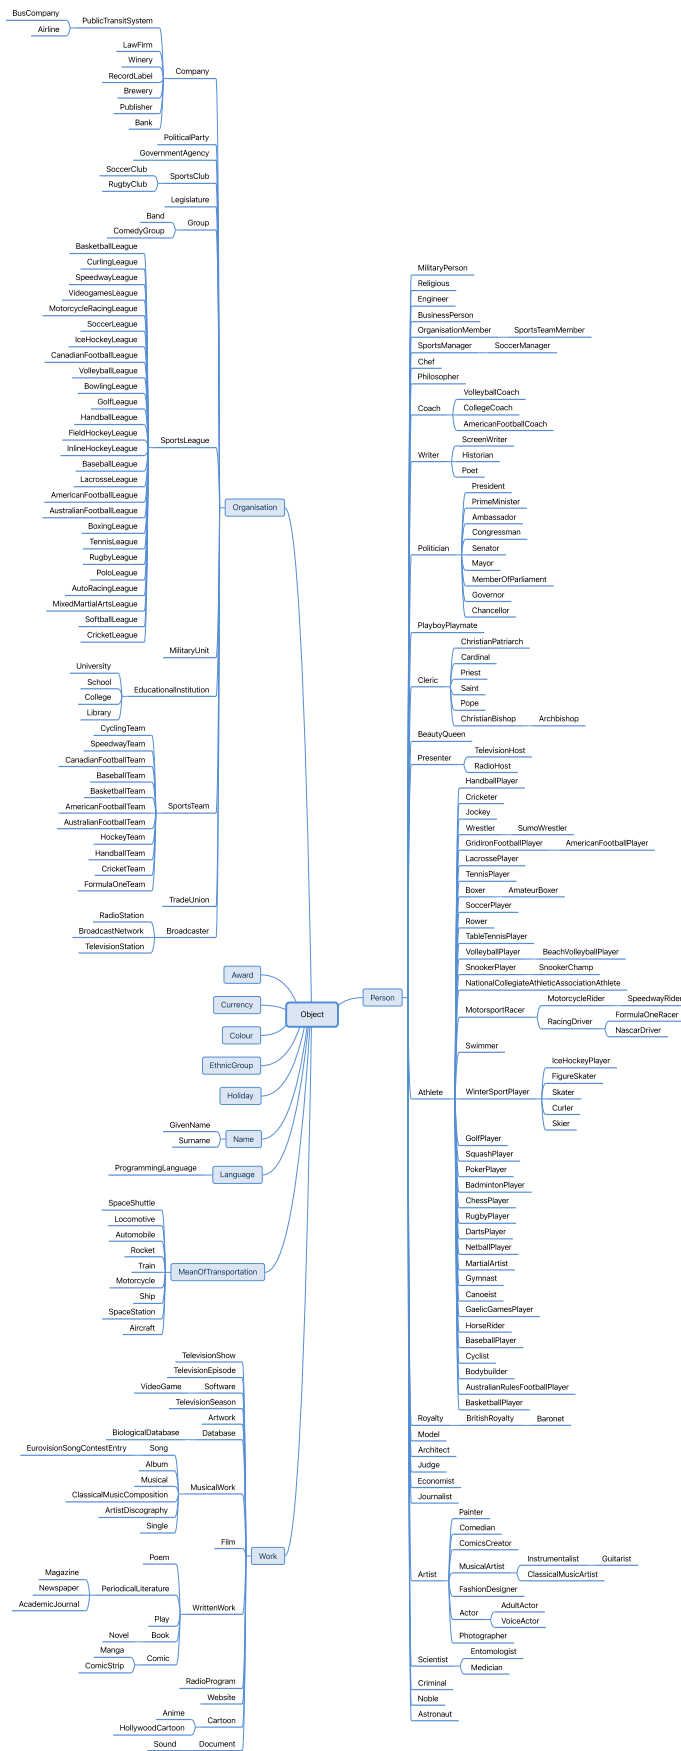 BusCompany
PublicTransitSystem
Airline
LawFirm
Winery
Company
RecordLabel
Brewery
Publisher
Bank
PoliticalParty
GovernmentAgency
SoccerClub
SportsClub
RugbyClub
Legislature
Band
Group
ComedyGroup
BasketballLeague
CurlingLeague
SpeedwayLeague
VideogamesLeague
MotorcycleRacingLeague
SoccerLeague
IceHockeyLeague
CanadianFootballLeague
VolleyballLeague
BowlingLeague
GolfLeague
HandballLeague
FieldHockeyLeague
SportsLeague
InlineHockeyLeague
BaseballLeague
LacrosseLeague
AmericanFootballLeague
AustralianFootballLeague
BoxingLeague
TennisLeague
RugbyLeague
PoloLeague
AutoRacingLeague
MixedMartialArtsLeague
SoftballLeague
CricketLeague
Organisation
MilitaryUnit
University
School
EducationalInstitution
College
Library
CyclingTeam
SpeedwayTeam
CanadianFootballTeam
BaseballTeam
BasketballTeam
SportsTeam
AmericanFootballTeam
AustralianFootballTeam
HockeyTeam
HandballTeam
CricketTeam
FormulaOneTeam
TradeUnion
RadioStation
BroadcastNetwork
Broadcaster
TelevisionStation
Award
Currency
Object
Colour
EthnicGroup
Holiday
GivenName
Name
Surname
ProgrammingLanguage
Language
SpaceShuttle
Locomotive
Automobile
Rocket
Train
MeanOfTransportation
Motorcycle
Ship
SpaceStation
Aircraft
TelevisionShow
TelevisionEpisode
VideoGame
Software
TelevisionSeason
Artwork
BiologicalDatabase
Database
EurovisionSongContestEntry
Song
Album
Musical
MusicalWork
ClassicalMusicComposition
ArtistDiscography
Single
Film
Work
Poem
Magazine
Newspaper
PeriodicalLiterature
AcademicJournal
WrittenWork
Play
Novel
Book
Manga
Comic
ComicStrip
RadioProgram
Website
Anime
Cartoon
HollywoodCartoon
Sound
Document
Person
MilitaryPerson
Religious
Engineer
BusinessPerson
OrganisationMember
SportsTeamMember
SportsManager
SoccerManager
Chef
Philosopher
VolleyballCoach
Coach
CollegeCoach
AmericanFootballCoach
ScreenWriter
Writer
Historian
Poet
President
PrimeMinister
Ambassador
Congressman
Politician
Senator
Mayor
MemberOfParliament
Governor
Chancellor
PlayboyPlaymate
ChristianPatriarch
Cardinal
Priest
Cleric
Saint
Pope
ChristianBishop
Archbishop
BeautyQueen
TelevisionHost
Presenter
RadioHost
HandballPlayer
Cricketer
Jockey
Wrestler
SumoWrestler
GridironFootballPlayer
AmericanFootballPlayer
LacrossePlayer
TennisPlayer
Boxer
AmateurBoxer
SoccerPlayer
Rower
TableTennisPlayer
VolleyballPlayer
BeachVolleyballPlayer
SnookerPlayer
SnookerChamp
NationalCollegiateAthleticAssociationAthlete
MotorcycleRider
SpeedwayRider
MotorsportRacer
FormulaOneRacer
RacingDriver
NascarDriver
Swimmer
IceHockeyPlayer
FigureSkater
Athlete
WinterSportPlayer
Skater
Curler
Skier
GolfPlayer
SquashPlayer
PokerPlayer
BadmintonPlayer
ChessPlayer
RugbyPlayer
DartsPlayer
NetballPlayer
MartialArtist
Gymnast
Canoeist
GaelicGamesPlayer
HorseRider
BaseballPlayer
Cyclist
Bodybuilder
AustralianRulesFootballPlayer
BasketballPlayer
Royalty
BritishRoyalty
Baronet
Model
Architect
Judge
Economist
Journalist
Painter
Comedian
ComicsCreator
Artist
MusicalArtist
Instrumentalist
Guitarist
ClassicalMusicArtist
FashionDesigner
AdultActor
Actor
VoiceActor
Photographer
Entomologist
Scientist
Medician
Criminal
Noble
Astronaut